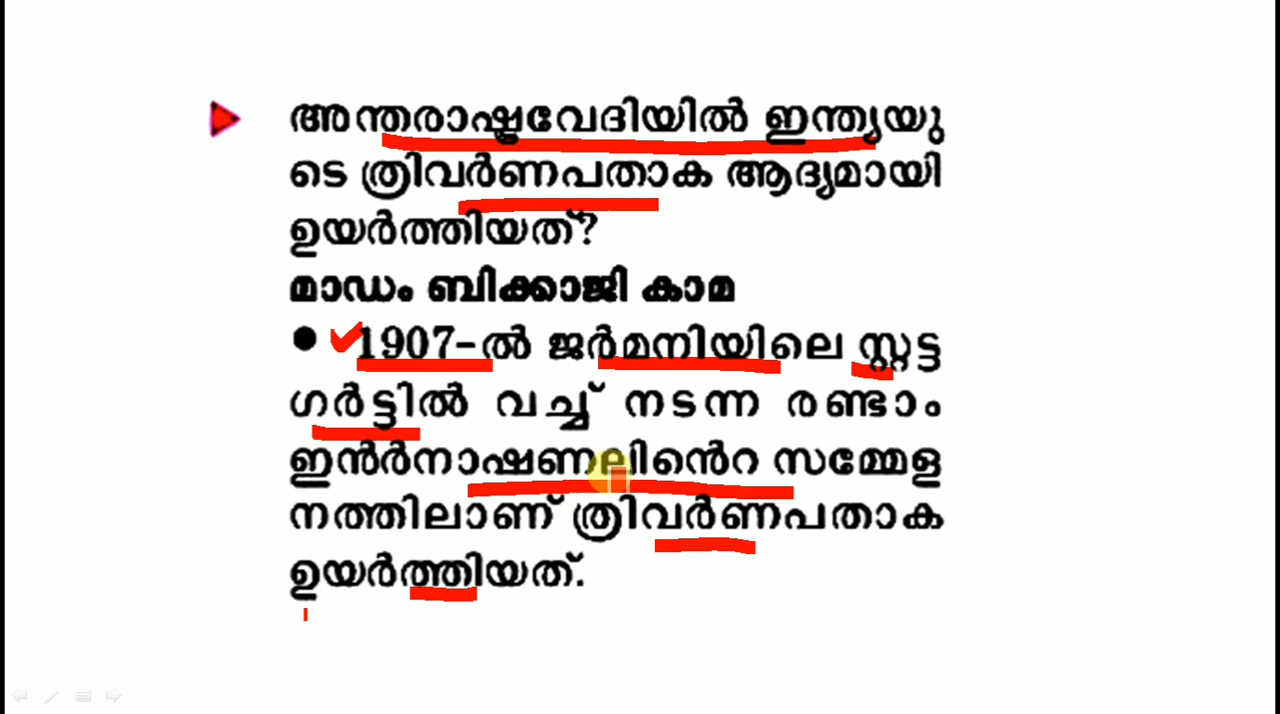 അന്തരാഷ്ട്രവേദിയിൽ ഇന്ത്യയു
ടെ ത്രിവർണപതാക ആദ്യമായി
ഉയർത്തിയത്?
മാഡം ബിക്കാജി കാമ
● 1907-ൽ ജർമനിയിലെ സ്റ്റട്ട
ഗർട്ടിൽ വച്ച് നടന്ന രണ്ടാം
ഇൻർനാഷണലിൻെറ സമ്മേള
നത്തിലാണ് ത്രിവർണപതാക
ഉയർത്തിയത്.